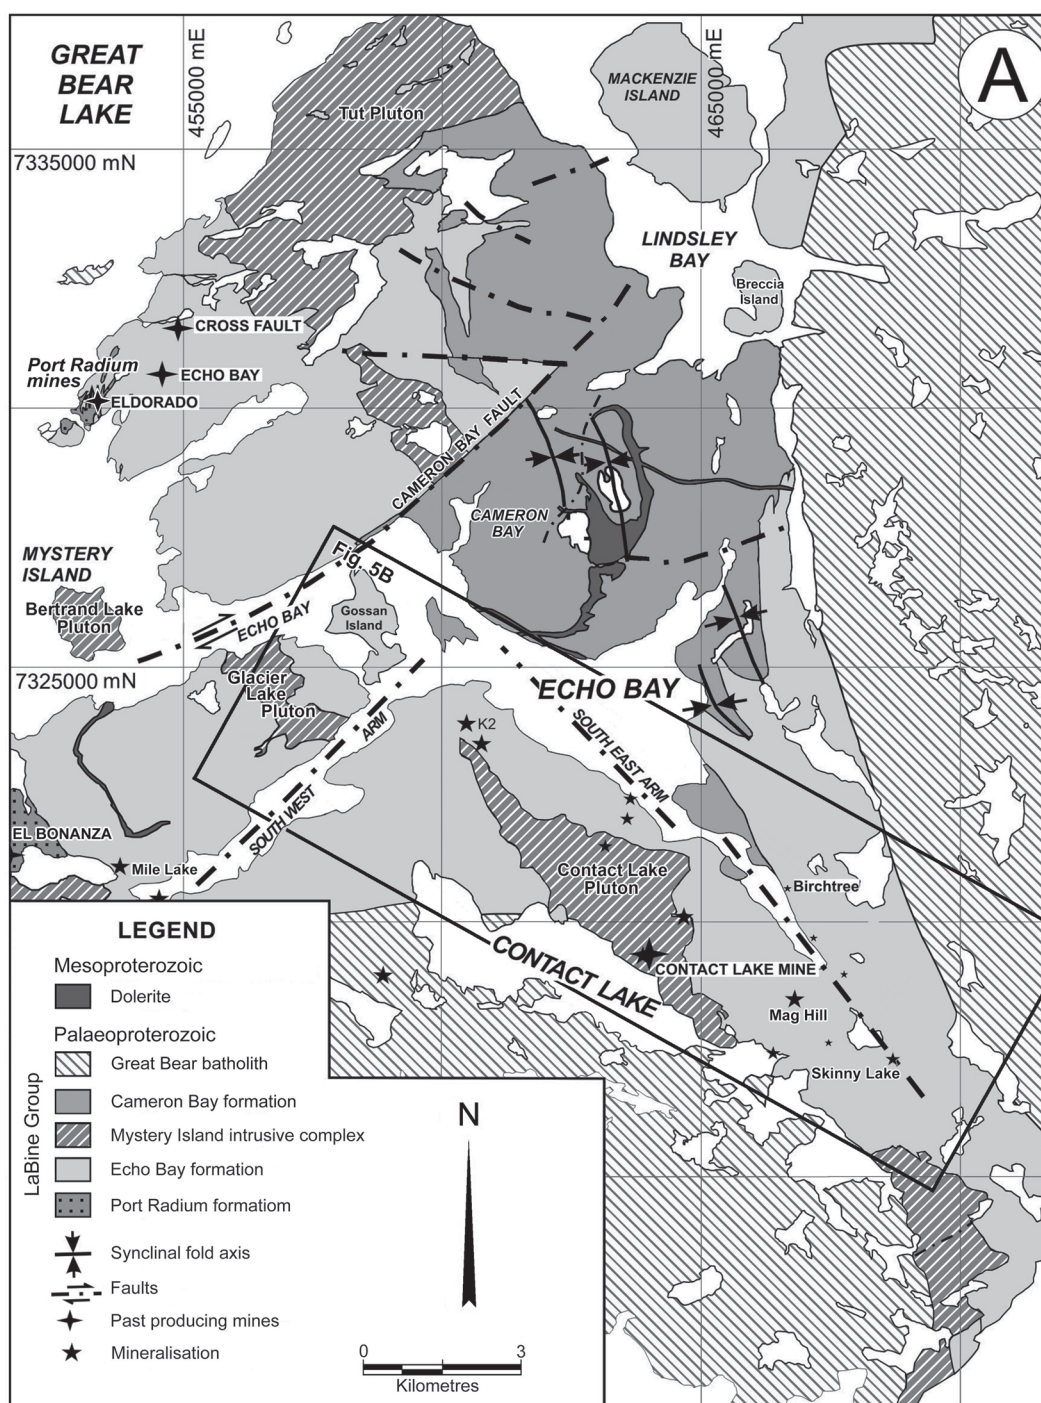 GREAT
BEAR
LAKE
455000 mE
465000 mE
A
MACKENZIE
ISLAND
Tut Pluton
7335000 mN
LINDSLEY
BAY
Breccia
Island
CROSS FAULT
Port Radium
mines
ECHO BAY
ELDORADO
CAMERON BAY FAULT
CAMERON
BAY
MYSTERY
ISLAND
Fig. 5B
Bertrand Lake
Pluton
ECHO BAY
Gossan
Island
7325000 mN
Glacier
Lake
Pluton
ECHO BAY
K2
SOUTH WEST ARM
SOUTH EAST ARM
EL BONANZA
Mile Lake
Contact Lake
Pluton
Birchtree
CONTACT LAKE
CONTACT LAKE MINE
Mag Hill
Skinny Lake
LEGEND
Mesoproterozoic
Dolerite
Palaeoproterozoic
Great Bear batholith
LaBine Group
Cameron Bay formation
Mystery Island intrusive complex
Echo Bay formation
Port Radium formatiom
Synclinal fold axis
Faults
Past producing mines
Mineralisation
N
0 3
Kilometres